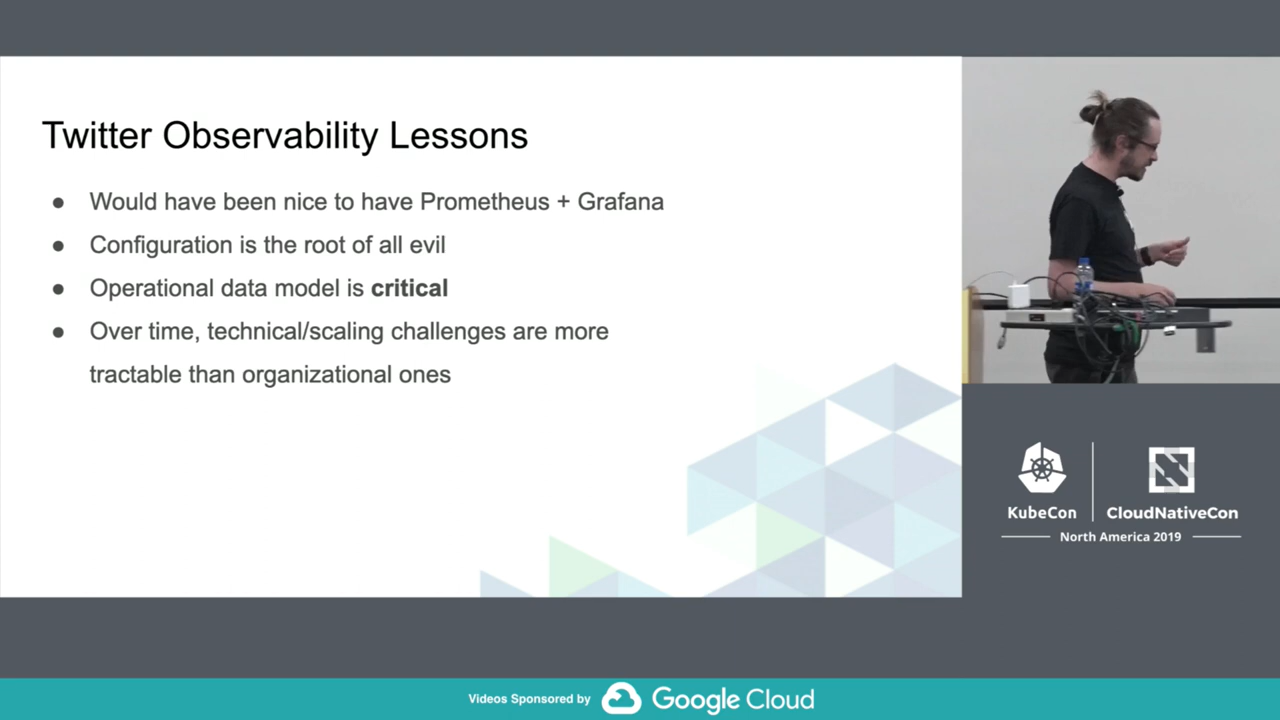 Twitter Observability Lessons
● Would have been nice to have Prometheus + Grafana
● Configuration is the root of all evil
● Operational data model is critical
● Over time, technical/scaling challenges are more
tractable than organizational ones
KubeCon
CloudNativeCon
North America 2019
Videos Sponsored by Google Cloud